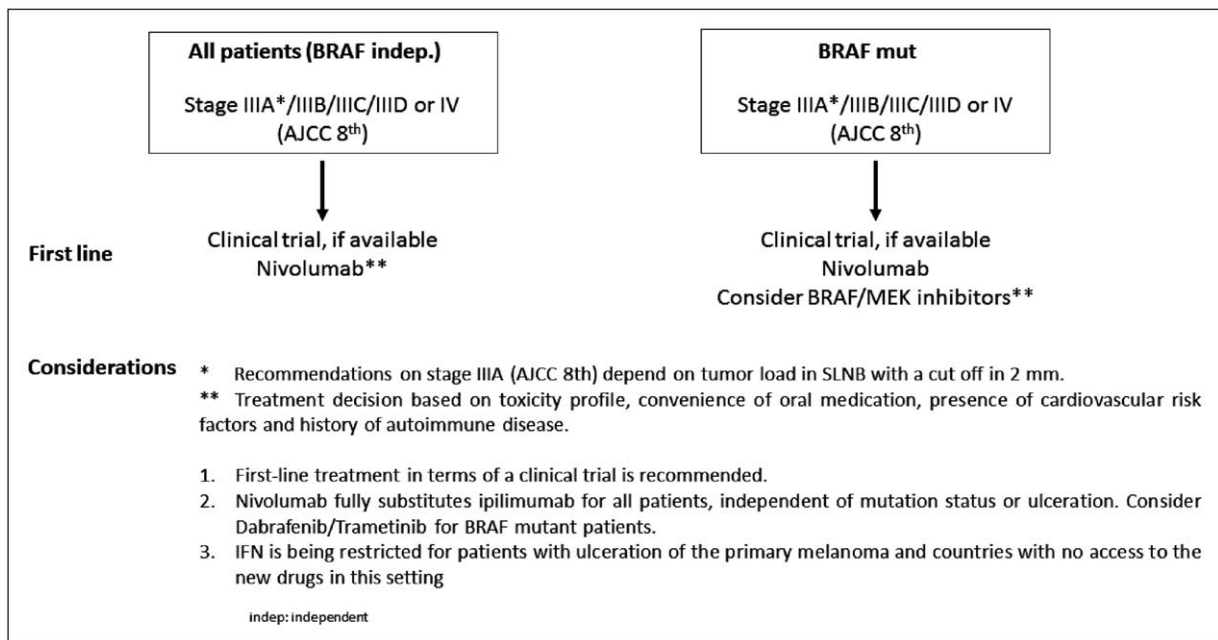 All patients (BRAF indep.)
Stage IIIA*/IIIB/IIIC/IIID or IV
(AJCC 8th)
BRAF mut
Stage IIIA*/IIIB/IIIC/IIID or IV
(AJCC 8th)
First line
Clinical trial, if available
Nivolumab**
Clinical trial, if available
Nivolumab
Consider BRAF/MEK inhibitors**
Considerations
* Recommendations on stage IIIA (AJCC 8th) depend on tumor load in SLNB with a cut off in 2 mm.
** Treatment decision based on toxicity profile, convenience of oral medication, presence of cardiovascular risk
factors and history of autoimmune disease.
1. First-line treatment in terms of a clinical trial is recommended.
2. Nivolumab fully substitutes ipilimumab for all patients, independent of mutation status or ulceration. Consider
Dabrafenib/Trametinib for BRAF mutant patients.
3. IFN is being restricted for patients with ulceration of the primary melanoma and countries with no access to the
new drugs in this setting
indep: independent